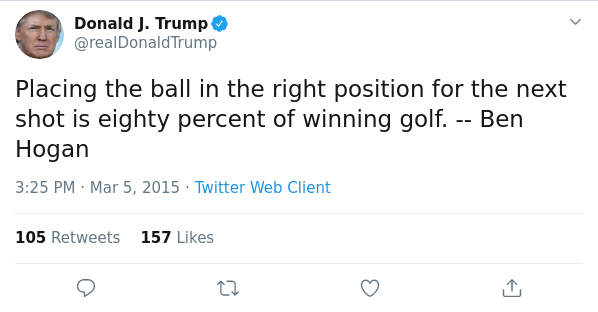 Donald J. Trump
@realDonaldTrump
Placing the ball in the right position for the next
shot is eighty percent of winning golf. -- Ben
Hogan
3:25 PM · Mar 5, 2015 · Twitter Web Client
105 Retweets 157 Likes